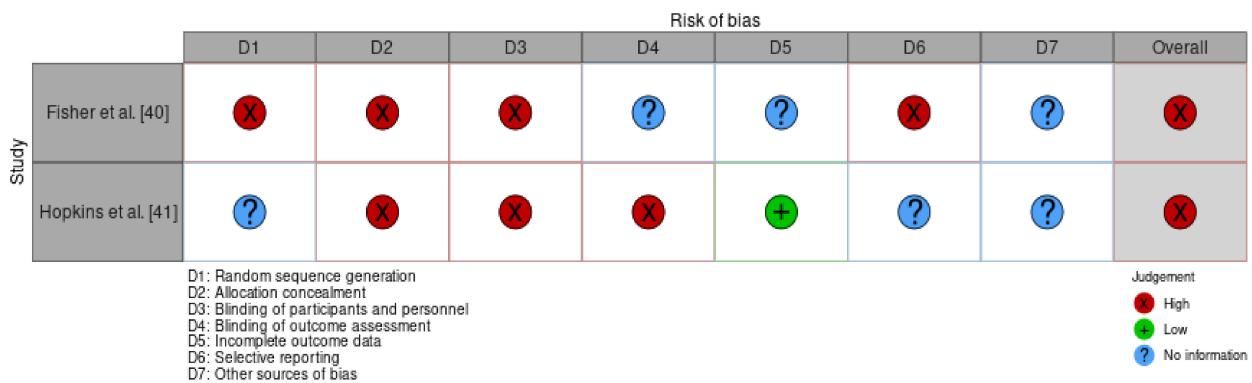 Risk of bias
D1 D2 D3 D4 D5 D6 D7 Overall
Study
Fisher et al. [40] X X X ? ? X ? X
Hopkins et al. [41] ? X X X + ? ? X
D1: Random sequence generation
D2: Allocation concealment
D3: Blinding of participants and personnel
D4: Blinding of outcome assessment
D5: Incomplete outcome data
D6: Selective reporting
D7: Other sources of bias
Judgement
X High
+ Low
? No information